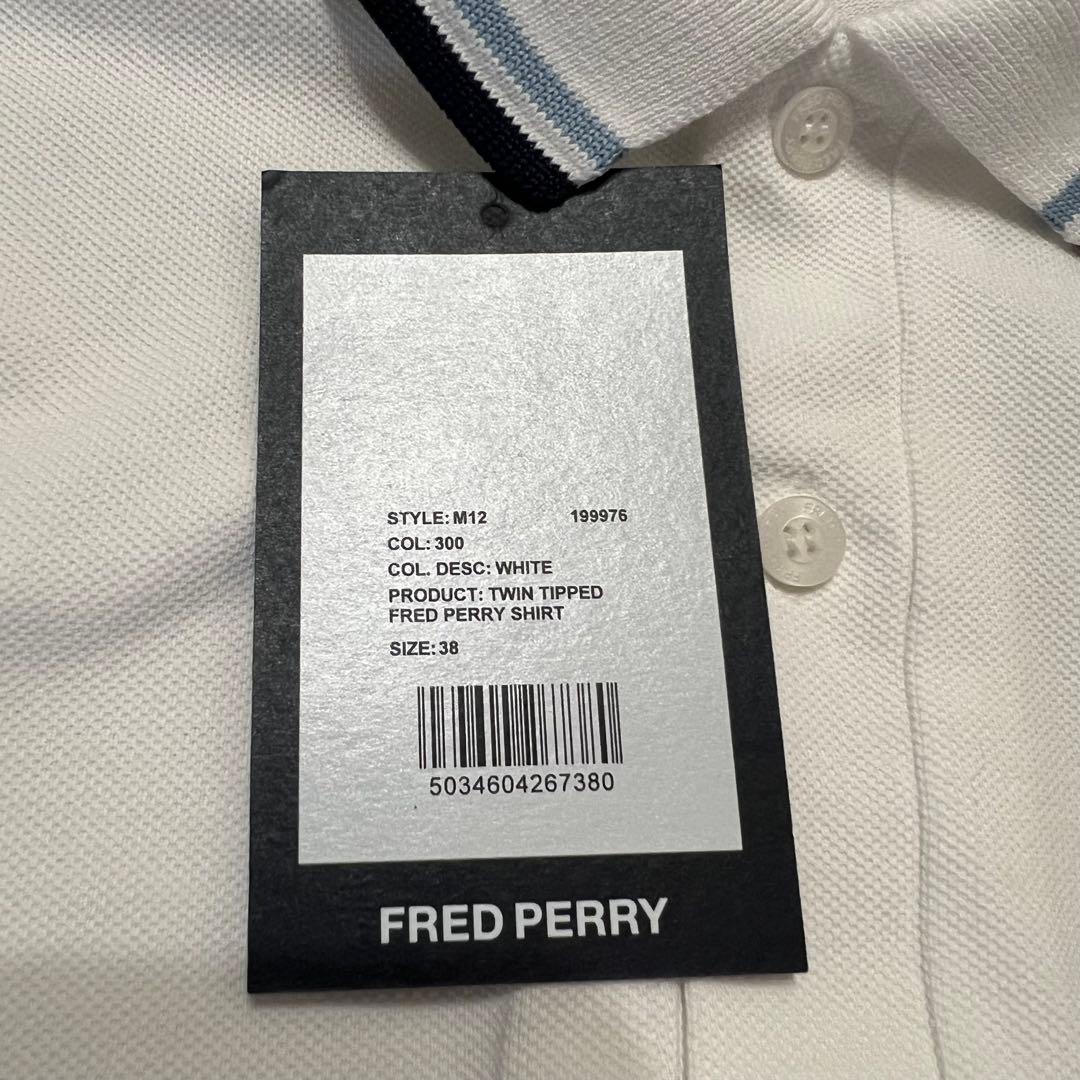 STYLE: M12 199976
COL: 300
COL. DESC: WHITE
PRODUCT: TWIN TIPPED
FRED PERRY SHIRT
SIZE: 38
5034604267380
FRED PERRY